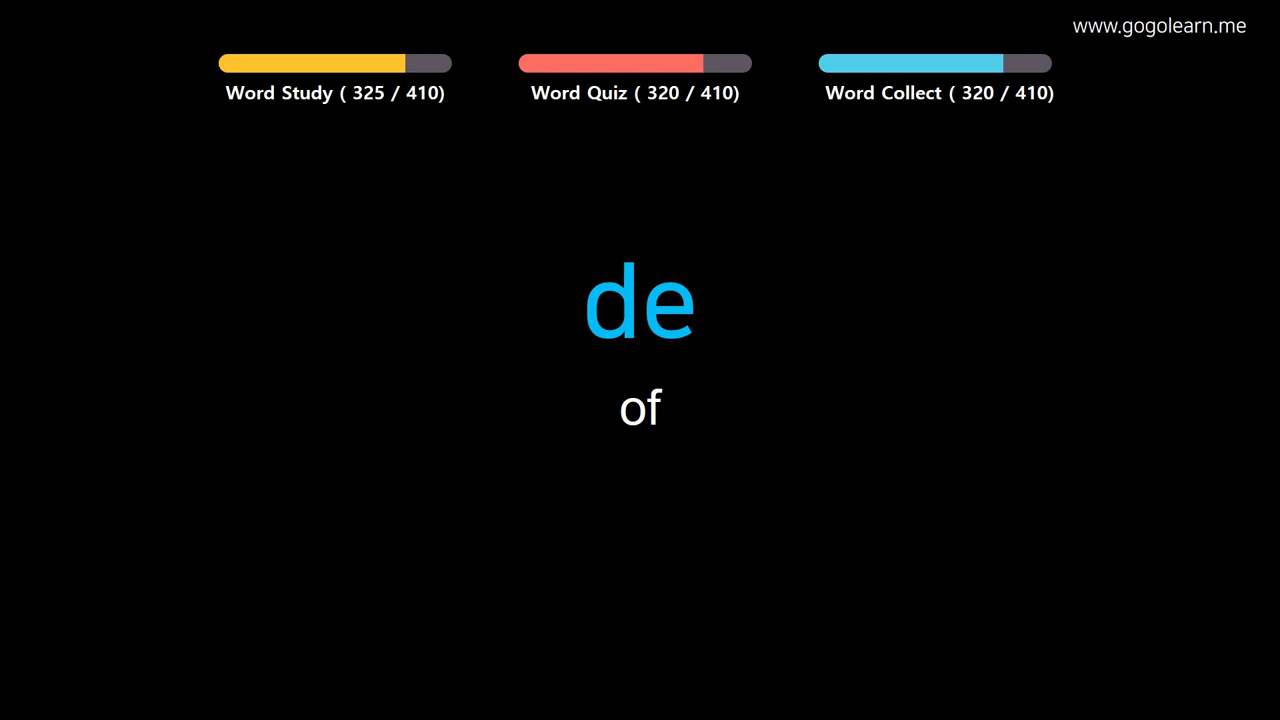 www.gogolearn.me
Word Study ( 325 / 410)
Word Quiz ( 320 / 410)
Word Collect ( 320 / 410)
de
of